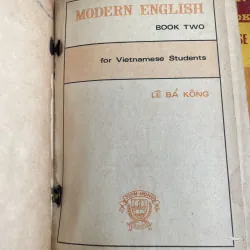 MODERN ENGLISH
BOOK TWO
for Vietnamese Students
LÊ BÁ KÔNG